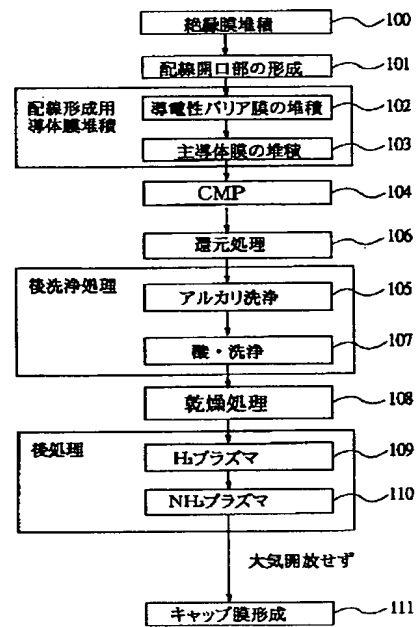 絶縁膜堆積 100
配線開口部の形成 101
配線形成用
導体膜堆積
導電性バリア膜の堆積 102
主導体膜の堆積 103
CMP 104
還元処理 106
後洗浄処理
アルカリ洗浄 105
酸・洗浄 107
乾燥処理 108
後処理
H₂プラズマ 109
NH₃プラズマ 110
大気開放せず
キャップ膜形成 111